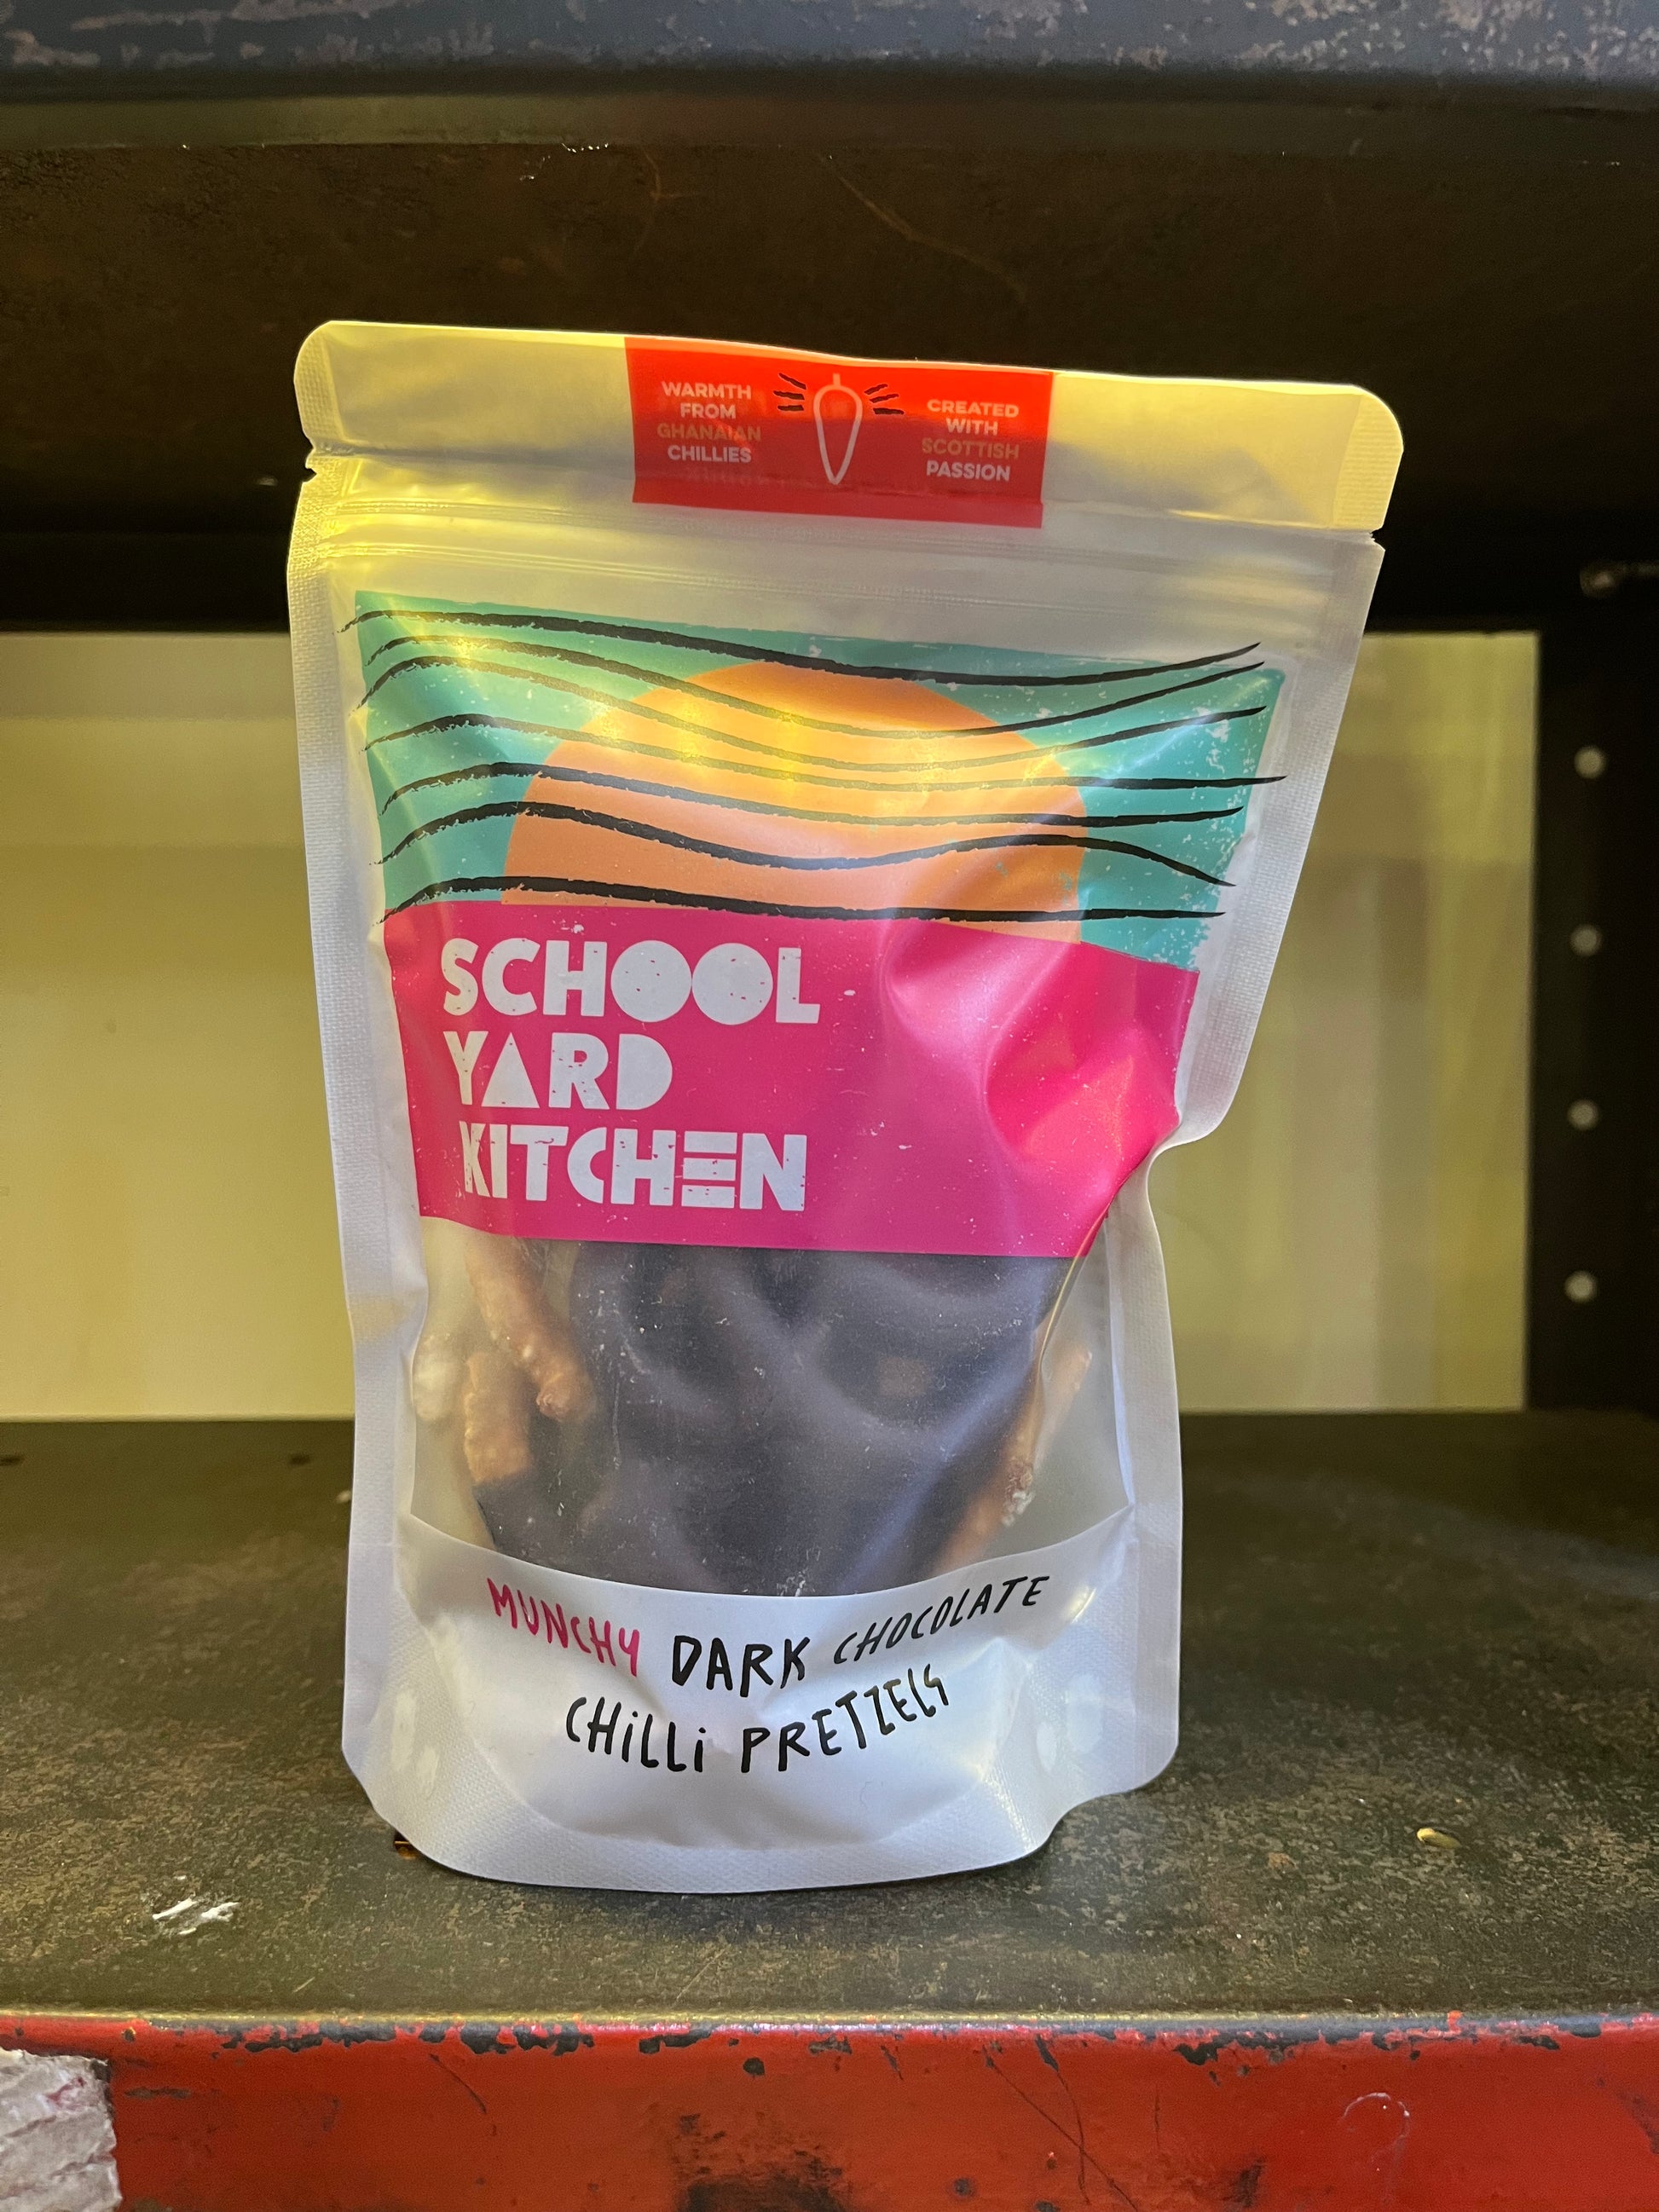 WARMTH
FROM
GHANAIAN
CHILLIES
CREATED
WITH
SCOTTISH
PASSION
SCHOOL
YARD
KITCHEN
MUNCHY DARK CHOCOLATE
CHiLLi PRETZELS